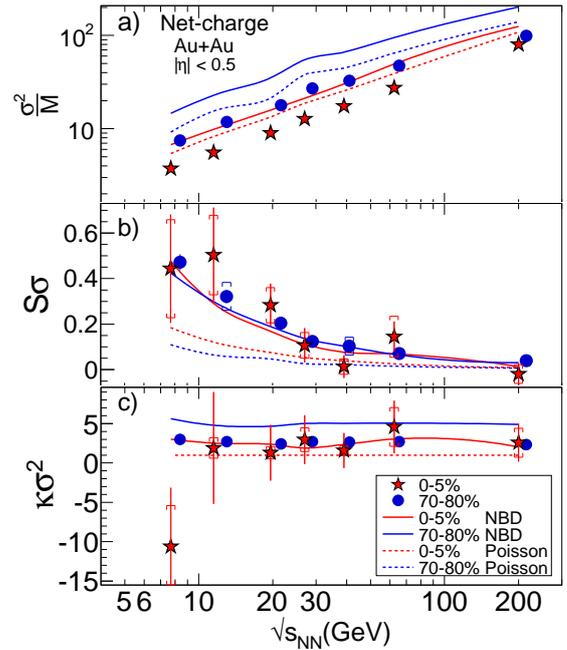 a) Net-charge
Au+Au
|η| < 0.5
10²
10
σ²/M
b)
0.6
0.4
0.2
0
Sσ
c)
5
0
-5
-10
-15
κσ²
0-5%
70-80%
0-5% NBD
70-80% NBD
0-5% Poisson
70-80% Poisson
5 6 10 20 30 100 200
√sNN(GeV)